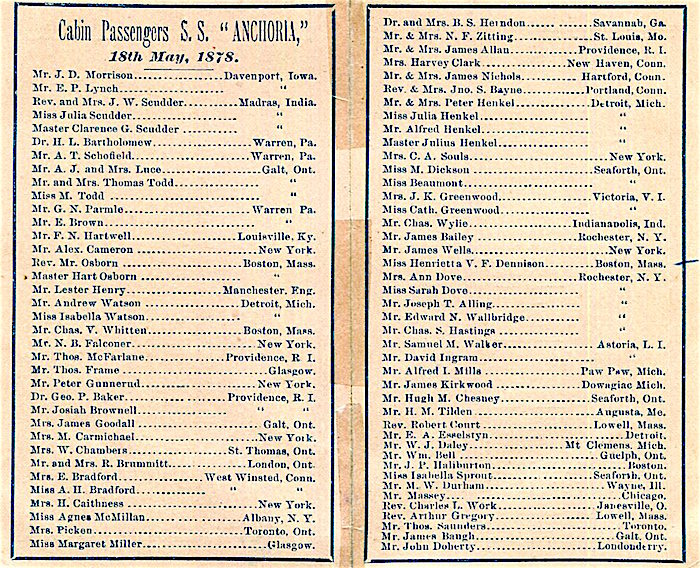 Cabin Passengers S. S. "ANCHORIA,"
18th May, 1878.
Mr. J. D. Morrison....................Davenport, Iowa.
Mr. E. P. Lynch.......................... "
Rev. and Mrs. J. W. Scudder..........Madras, India.
Miss Julia Scudder....................... "
Master Clarence G. Scudder ............. "
Dr. H. L. Bartholomew....................Warren, Pa.
Mr. A. T. Schofield......................Warren, Pa.
Mr. A. J. and Mrs. Luce....................Galt, Ont.
Mr. and Mrs. Thomas Todd................. "
Miss M. Todd ............................ "
Mr. G. N. Parmle.........................Warren Pa.
Mr. E. Brown............................. "
Mr. F. N. Hartwell....................Louisville, Ky.
Mr. Alex. Cameron ......................New York.
Rev. Mr. Osborn .......................Boston, Mass.
Master Hart Osborn ...................... "
Mr. Lester Henry...................Manchester, Eng.
Mr. Andrew Watson ....................Detroit, Mich.
Miss Isabella Watson..................... "
Mr. Chas. V. Whitten...................Boston, Mass.
Mr. N. B. Falconer.......................New York.
Mr. Thos. McFarlane.................Providence, R I.
Mr. Thos. Frame ..........................Glasgow.
Mr. Peter Gunnerud.......................New York.
Dr. Geo. P. Baker....................Providence, R. I.
Mr. Josiah Brownell...................... " "
Mrs. James Goodall ......................Galt, Ont.
Mrs. M. Carmichael.......................New York.
Mrs. W. Chambers....................St. Thomas, Ont.
Mr. and Mrs. R. Brummitt..............London, Ont.
Mrs. E. Bradford..................West Winsted, Conn.
Miss A. H. Bradford...................... " "
Mrs. H. Caithness .......................New York.
Miss Agnes McMillan...................Albany, N. Y.
Mrs. Picken...........................Toronto, Ont.
Miss Margaret Miller......................Glasgow.
Dr. and Mrs. B. S. Herndon............Savannah, Ga.
Mr. & Mrs. N. F. Zitting................St. Louis, Mo.
Mr. & Mrs. James Allan...............Providence, R. I.
Mrs. Harvey Clark ................New Haven, Conn.
Mr. & Mrs. James Nichols............Hartford, Conn.
Rev. & Mrs. Jno. S. Bayne..............Portland, Conn.
Mr. & Mrs. Peter Henkel................Detroit, Mich.
Miss Julia Henkel........................ "
Mr. Alfred Henkel........................ "
Master Julius Henkel..................... "
Mrs. C. A. Souls..........................New York.
Miss M. Dickson .......................Seaforth, Ont.
Miss Beaumont............................ "
Mrs. J. K. Greenwood....................Victoria, V. I.
Miss Cath. Greenwood..................... "
Mr. Chas. Wylie.....................Indianapolis, Ind.
Mr. James Bailey ....................Rochester, N. Y.
Mr. James Wells..........................New York.
Miss Henrietta V. F. Dennison..........Boston, Mass.
Mrs. Ann Dove .......................Rochester, N. Y.
Miss Sarah Dove.......................... "
Mr. Joseph T. Alling..................... "
Mr. Edward N. Wallbridge................. "
Mr. Chas. S. Hastings ................... "
Mr. Samuel M. Walker....................Astoria, L. I.
Mr. David Ingram......................... "
Mr. Alfred I. Mills ..................Paw Paw, Mich.
Mr. James Kirkwood ..................Dowagiac Mich.
Mr. Hugh M. Chesney....................Seaforth, Ont.
Mr. H. M. Tilden .......................Augusta, Me.
Rev. Robert Court ....................Lowell, Mass.
Mr. E. A. Esselstyn........................Detroit.
Mr. W. J. Daley...................Mt Clemens, Mich.
Mr. Wm. Bell ..........................Guelph, Ont.
Mr. J. P. Haliburton .......................Boston.
Miss Isabella Sprout...................Seaforth, Ont.
Mr. M. W. Durham.......................Wayne, Ill.
Mr. Massey................................Chicago.
Rev. Charles L. Work.................Janesville, O.
Rev. Arthur Gregory ...................Lowell, Mass.
Mr. Thos. Saunders.........................Toronto.
Mr. James Baugh .........................Galt, Ont.
Mr. John Doherty......................Londonderry.